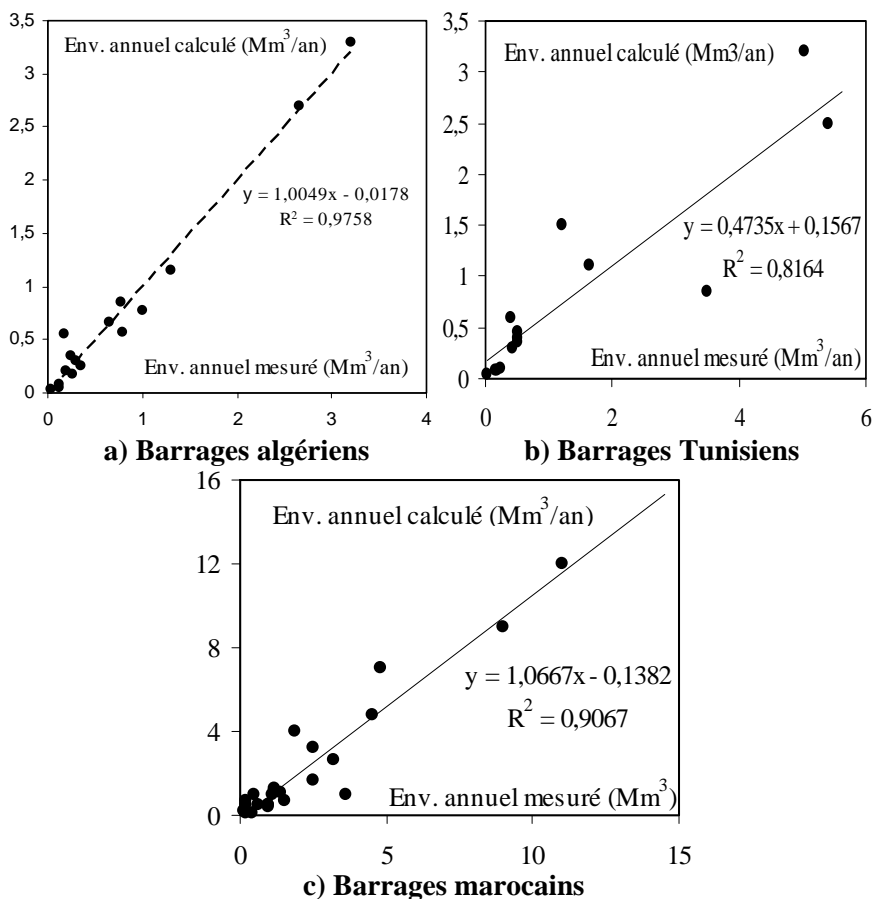 Env. annuel calculé (Mm³/an)
4,5
4
3,5
3
2,5
2
1,5
1
0,5
0
y = 1,0049x - 0,0178
R² = 0,9758
Env. annuel mesuré (Mm³/an)
0 1 2 3 4
a) Barrages algériens
Env. annuel calculé (Mm3/an)
3,5
3
2,5
2
1,5
1
0,5
0
y = 0,4735x + 0,1567
R² = 0,8164
Env. annuel mesuré (Mm³/an)
0 2 4 6
b) Barrages Tunisiens
Env. annuel calculé (Mm³/an)
16
12
8
4
0
y = 1,0667x - 0,1382
R² = 0,9067
Env. annuel mesuré (Mm³)
0 5 10 15
c) Barrages marocains